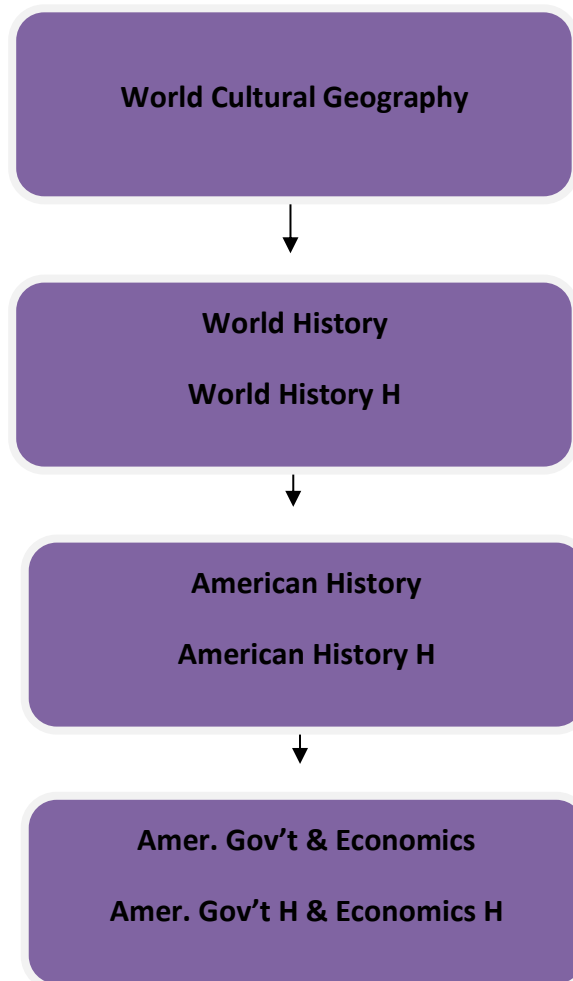 World Cultural Geography
World History
World History H
American History
American History H
Amer. Gov’t & Economics
Amer. Gov’t H & Economics H